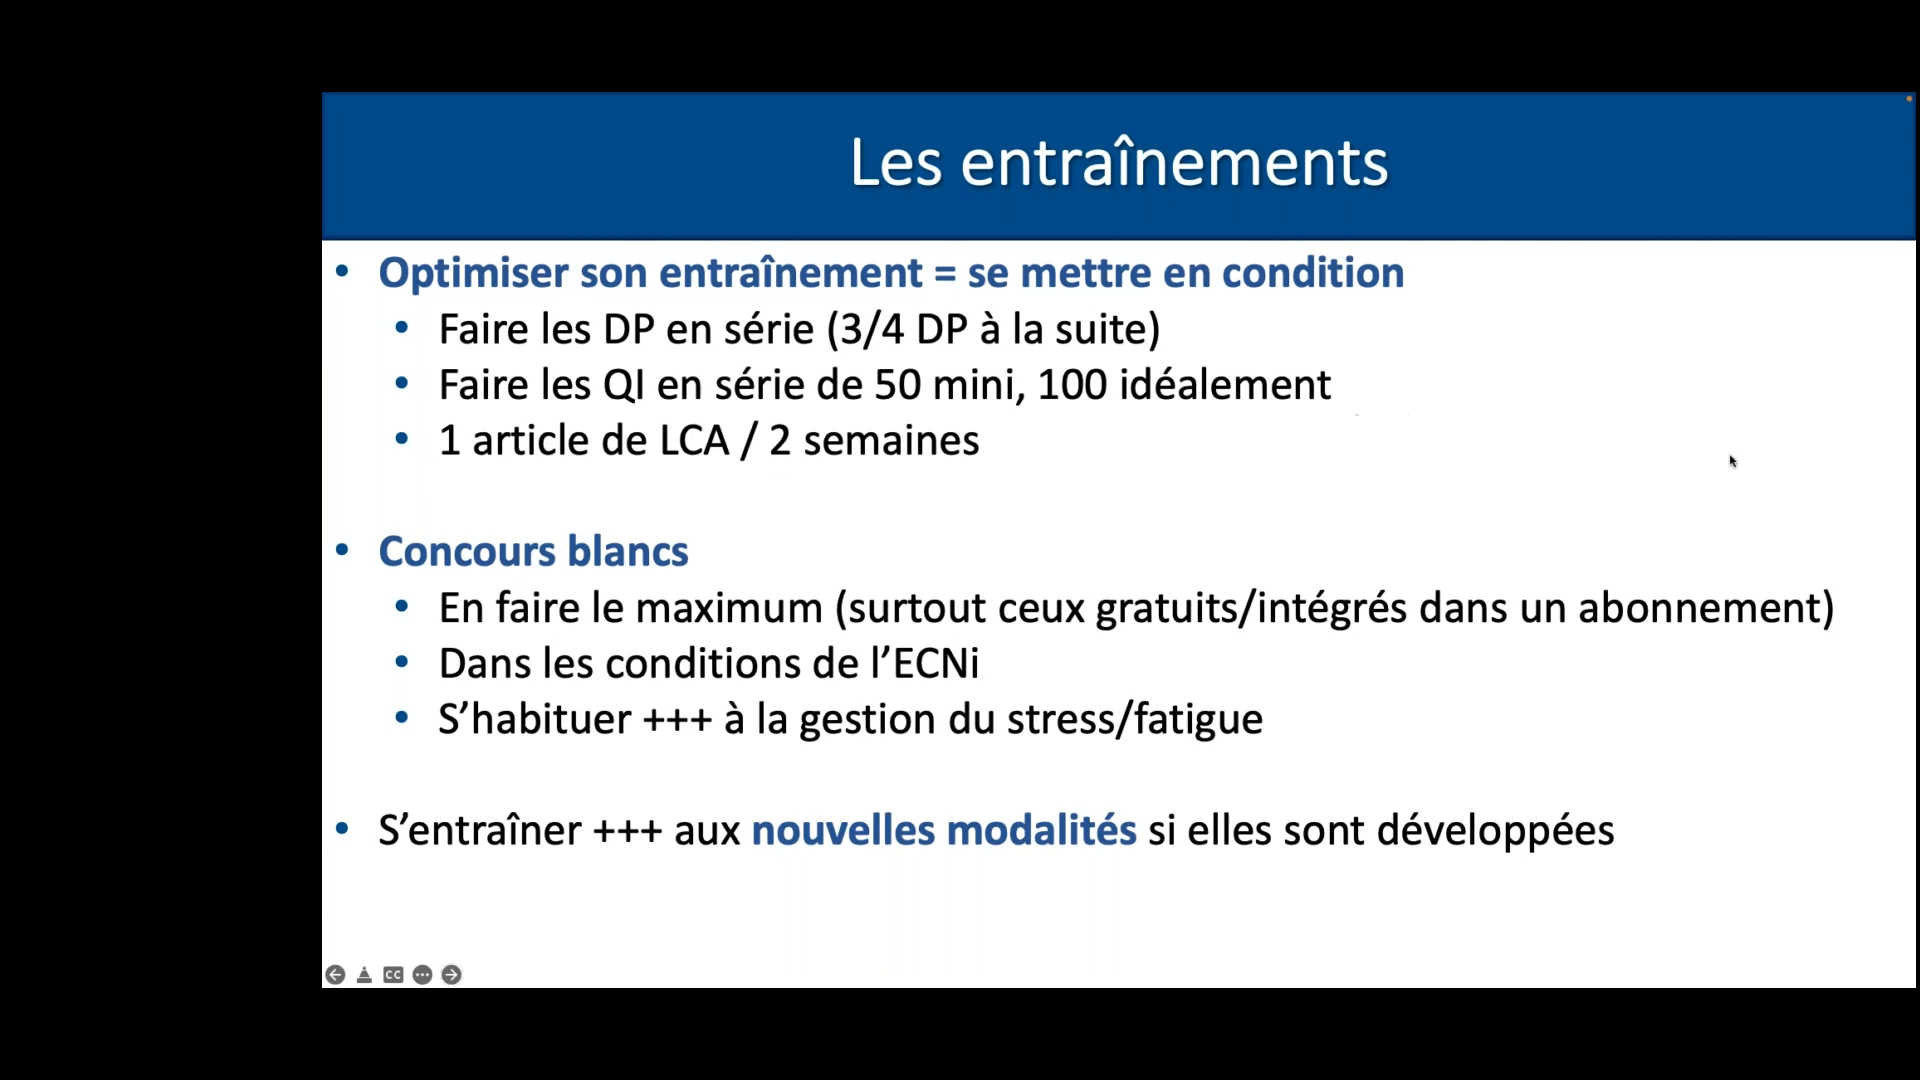 Les entraînements
• Optimiser son entraînement = se mettre en condition
• Faire les DP en série (3/4 DP à la suite)
• Faire les QI en série de 50 mini, 100 idéalement
• 1 article de LCA / 2 semaines
• Concours blancs
• En faire le maximum (surtout ceux gratuits/intégrés dans un abonnement)
• Dans les conditions de l’ECNi
• S’habituer +++ à la gestion du stress/fatigue
• S’entraîner +++ aux nouvelles modalités si elles sont développées
CC